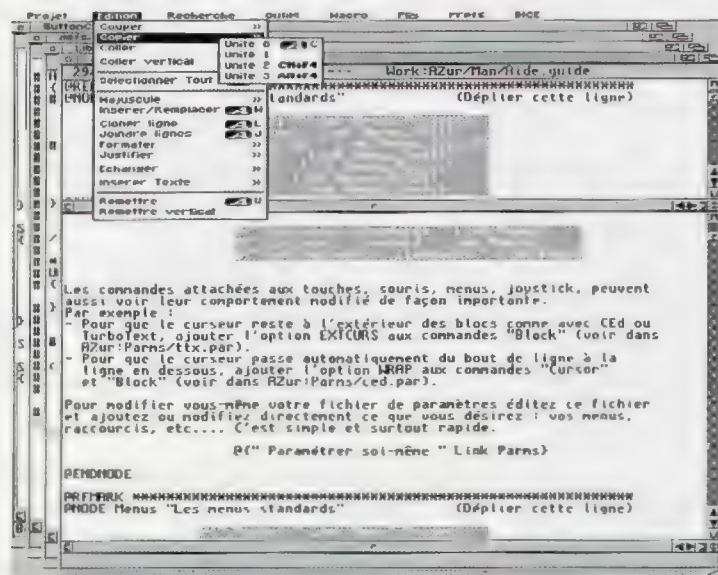 Projet Edition Recherche Outils Macro PBs Prefs DICE
Couper
Copier
Unité 0 C
Unité 1
Unité 2
Unité 3
Coller
Coller vertical
Sélectionner Tout
Majuscule
Insérer/Remplacer W
Cloner ligne L
Joindre lignes J
Formater
Justifier
Echanger
Insérer Texte
Remettre U
Remettre vertical
Work:AZur/Man/Aide.guide
tandards" (Déplier cette ligne)
Les commandes attachées aux touches, souris, menus, joystick, peuvent
aussi voir leur comportement modifié de façon importante.
Par exemple :
- Pour que le curseur reste à l'extérieur des blocs comme avec CEd ou
TurboText, ajouter l'option EXTCURS aux commandes "Block" (voir dans
AZur:Parms/ttx.par).
- Pour que le curseur passe automatiquement du bout de ligne à la
ligne en dessous, ajouter l'option WRAP aux commandes "Cursor"
et "Block" (voir dans AZur:Parms/ced.par).
Pour modifier vous-même votre fichier de paramètres éditez ce fichier
et ajoutez ou modifiez directement ce que vous désirez : vos menus,
raccourcis, etc.... C'est simple et surtout rapide.
@{" Paramétrer soi-même " Link Parms}
@ENDNODE
@REMARK
@NODE Menus "Les menus standards" (Déplier cette ligne)